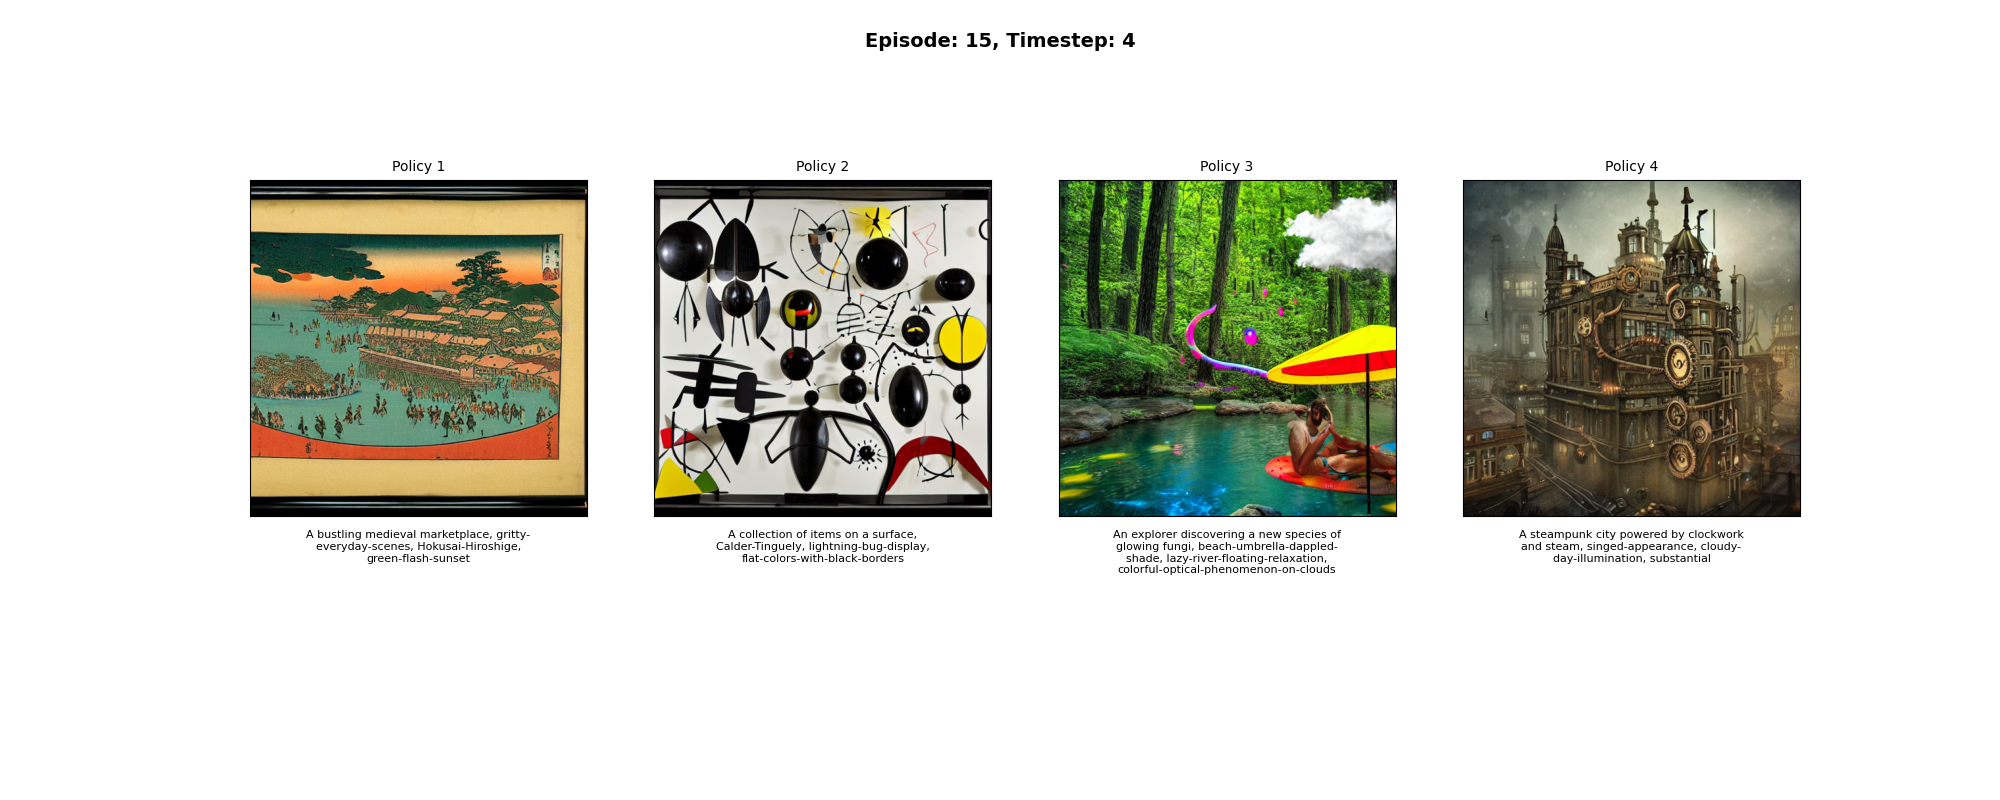 Episode: 15, Timestep: 4
Policy 1
Policy 2
Policy 3
Policy 4
A bustling medieval marketplace, gritty-
everyday-scenes, Hokusai-Hiroshige,
green-flash-sunset
A collection of items on a surface,
Calder-Tinguely, lightning-bug-display,
flat-colors-with-black-borders
An explorer discovering a new species of
glowing fungi, beach-umbrella-dappled-
shade, lazy-river-floating-relaxation,
colorful-optical-phenomenon-on-clouds
A steampunk city powered by clockwork
and steam, singed-appearance, cloudy-
day-illumination, substantial